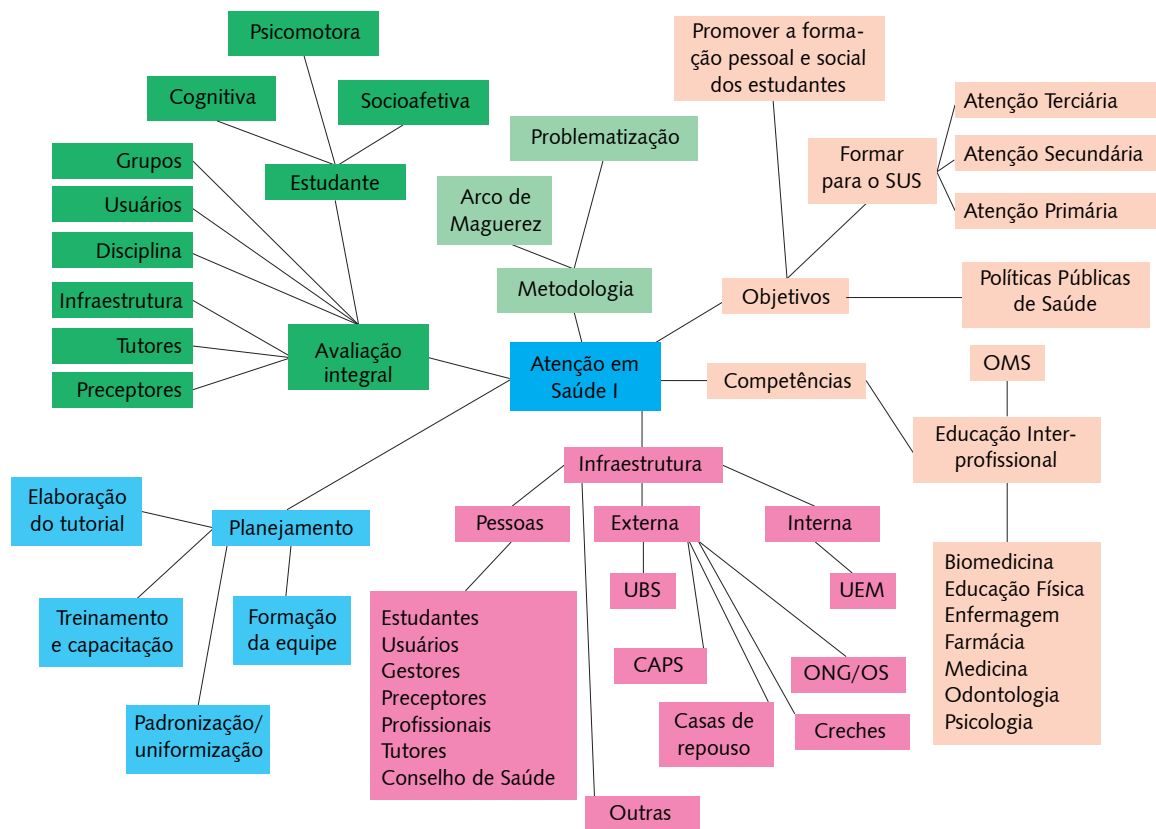 Psicomotora
Cognitiva
Socioafetiva
Estudante
Grupos
Usuários
Disciplina
Infraestrutura
Tutores
Preceptores
Avaliação
integral
Problematização
Arco de
Maguerez
Metodologia
Promover a forma-
ção pessoal e social
dos estudantes
Formar
para o SUS
Atenção Terciária
Atenção Secundária
Atenção Primária
Objetivos
Políticas Públicas
de Saúde
Atenção em
Saúde I
Competências
OMS
Educação Inter-
profissional
Biomedicina
Educação Física
Enfermagem
Farmácia
Medicina
Odontologia
Psicologia
Infraestrutura
Pessoas
Externa
Interna
UBS
UEM
CAPS
ONG/OS
Casas de
repouso
Creches
Outras
Estudantes
Usuários
Gestores
Preceptores
Profissionais
Tutores
Conselho de Saúde
Elaboração
do tutorial
Planejamento
Treinamento
e capacitação
Formação
da equipe
Padronização/
uniformização